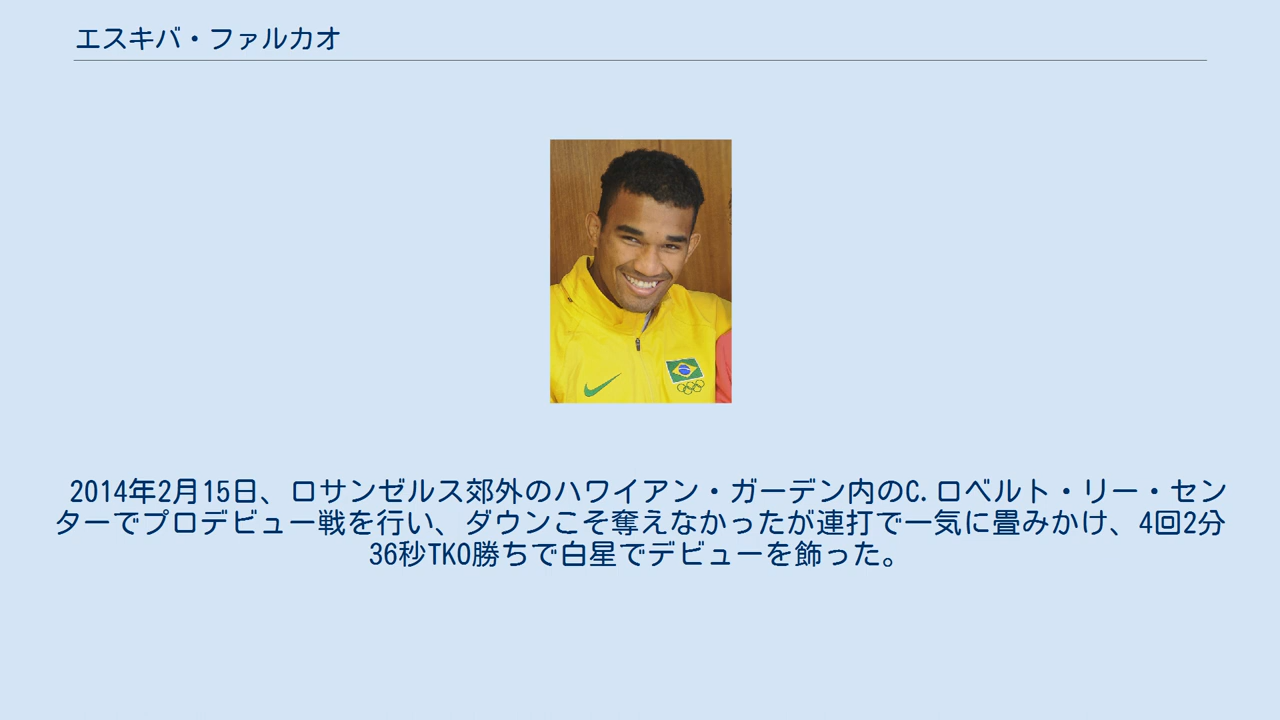 エスキバ・ファルカオ
2014年2月15日、ロサンゼルス郊外のハワイアン・ガーデン内のC.ロベルト・リー・セン
ターでプロデビュー戦を行い、ダウンこそ奪えなかったが連打で一気に畳みかけ、4回2分
36秒TKO勝ちで白星でデビューを飾った。